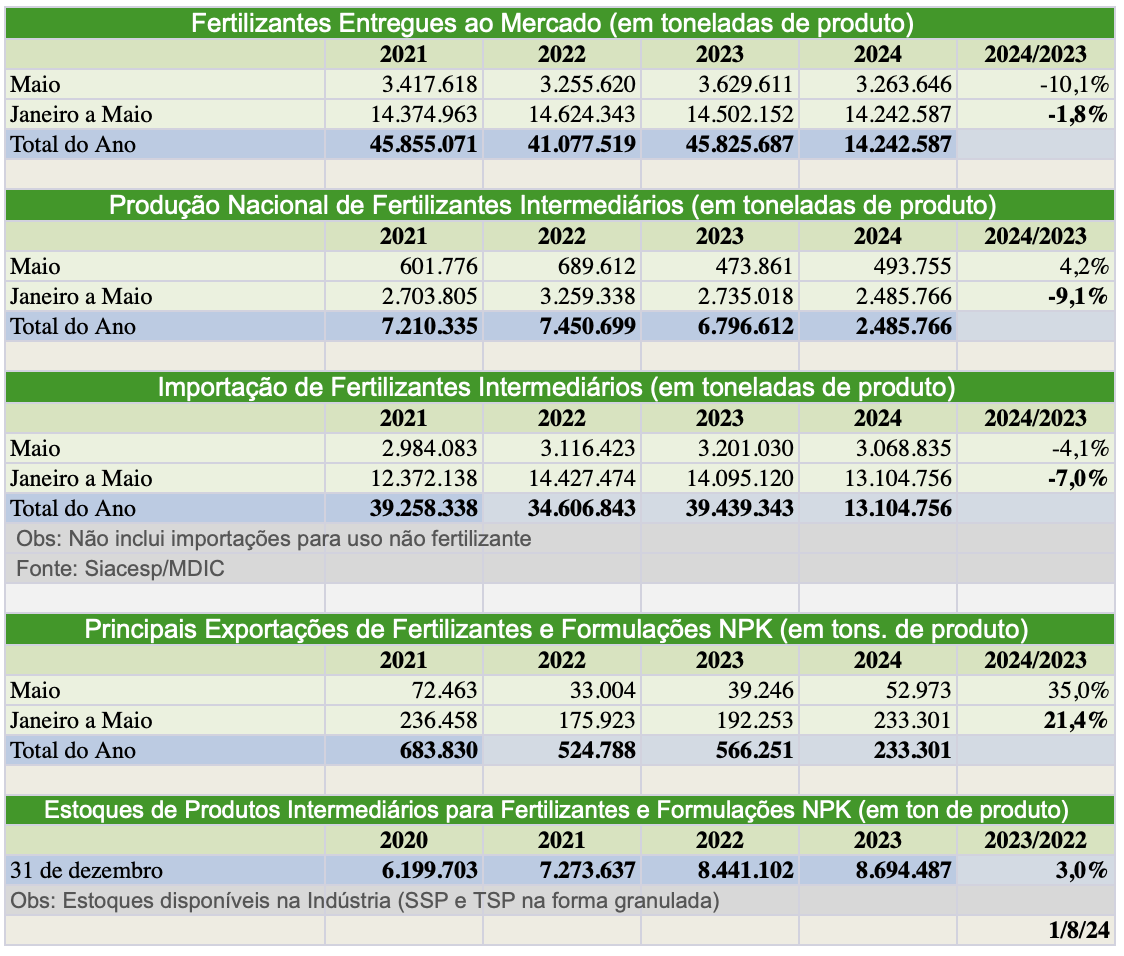 Fertilizantes Entregues ao Mercado (em toneladas de produto)
2021 2022 2023 2024 2024/2023
Maio 3.417.618 3.255.620 3.629.611 3.263.646 -10,1%
Janeiro a Maio 14.374.963 14.624.343 14.502.152 14.242.587 -1,8%
Total do Ano 45.855.071 41.077.519 45.825.687 14.242.587
Produção Nacional de Fertilizantes Intermediários (em toneladas de produto)
2021 2022 2023 2024 2024/2023
Maio 601.776 689.612 473.861 493.755 4,2%
Janeiro a Maio 2.703.805 3.259.338 2.735.018 2.485.766 -9,1%
Total do Ano 7.210.335 7.450.699 6.796.612 2.485.766
Importação de Fertilizantes Intermediários (em toneladas de produto)
2021 2022 2023 2024 2024/2023
Maio 2.984.083 3.116.423 3.201.030 3.068.835 -4,1%
Janeiro a Maio 12.372.138 14.427.474 14.095.120 13.104.756 -7,0%
Total do Ano 39.258.338 34.606.843 39.439.343 13.104.756
Obs: Não inclui importações para uso não fertilizante
Fonte: Siacesp/MDIC
Principais Exportações de Fertilizantes e Formulações NPK (em tons. de produto)
2021 2022 2023 2024 2024/2023
Maio 72.463 33.004 39.246 52.973 35,0%
Janeiro a Maio 236.458 175.923 192.253 233.301 21,4%
Total do Ano 683.830 524.788 566.251 233.301
Estoques de Produtos Intermediários para Fertilizantes e Formulações NPK (em ton de produto)
2020 2021 2022 2023 2023/2022
31 de dezembro 6.199.703 7.273.637 8.441.102 8.694.487 3,0%
Obs: Estoques disponíveis na Indústria (SSP e TSP na forma granulada)
1/8/24